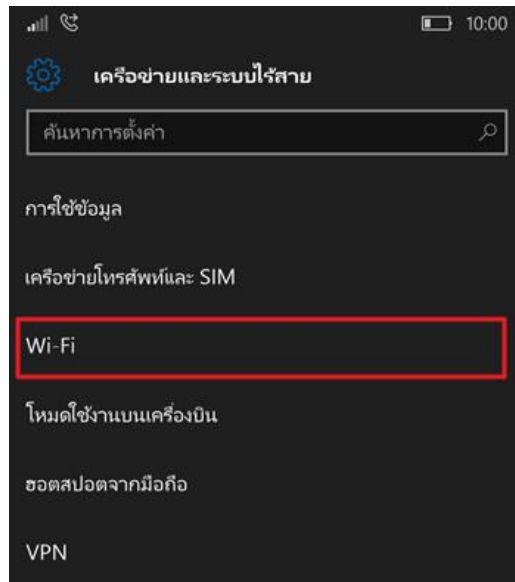 10:00
เครือข่ายและระบบไร้สาย
ค้นหาการตั้งค่า
การใช้ข้อมูล
เครือข่ายโทรศัพท์และ SIM
Wi-Fi
โหมดใช้งานบนเครื่องบิน
ฮอตสปอตจากมือถือ
VPN